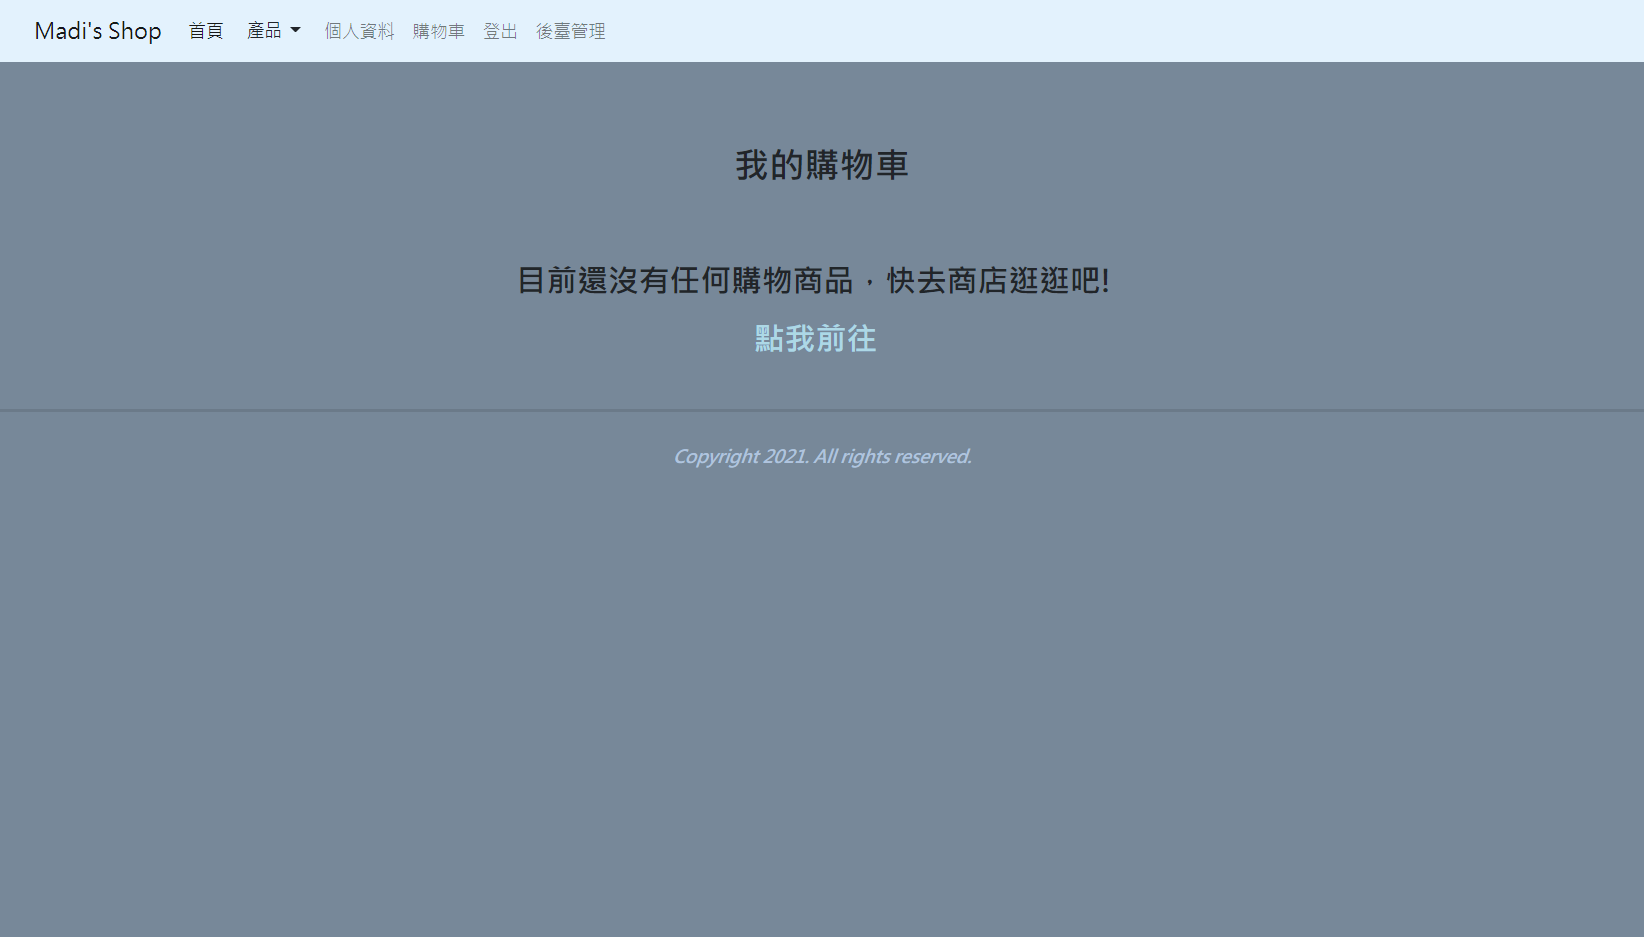 Madi's Shop 首頁 產品 個人資料 購物車 登出 後臺管理
我的購物車
目前還沒有任何購物商品，快去商店逛逛吧!
點我前往
Copyright 2021. All rights reserved.